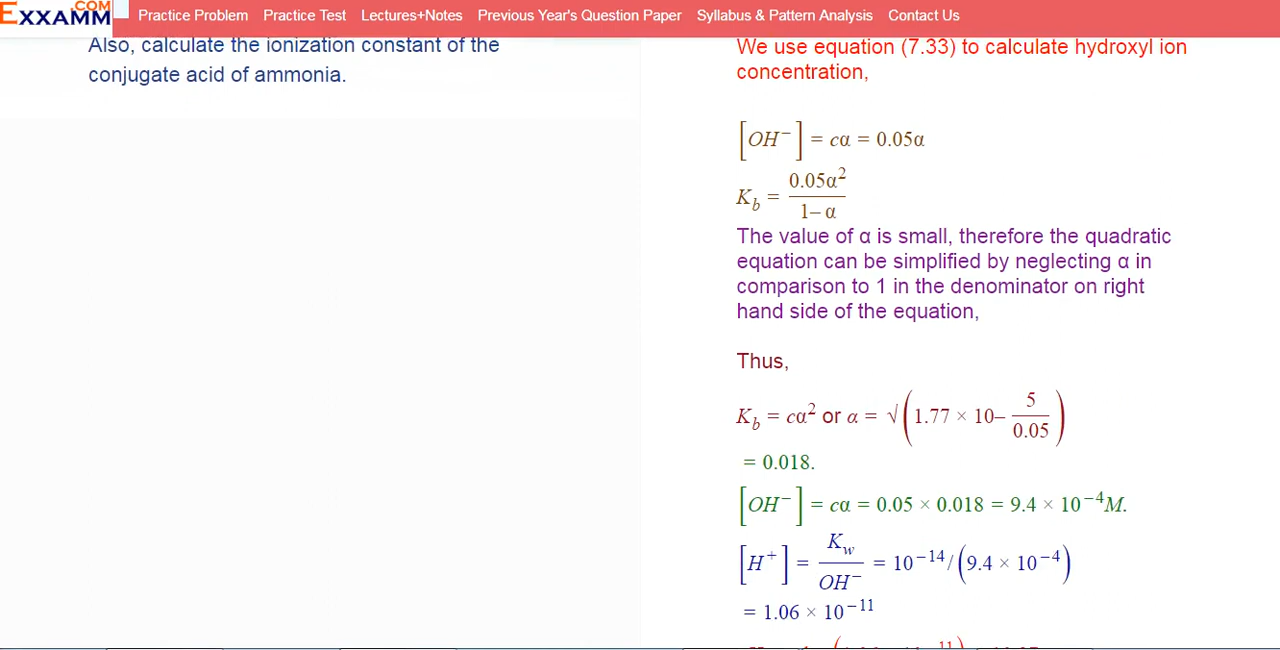 EXXAMM
.COM
Practice Problem Practice Test Lectures+Notes Previous Year's Question Paper Syllabus & Pattern Analysis Contact Us
Also, calculate the ionization constant of the
conjugate acid of ammonia.
We use equation (7.33) to calculate hydroxyl ion
concentration,
[OH⁻] = cα = 0.05α
K_b = 0.05α² / 1– α
The value of α is small, therefore the quadratic
equation can be simplified by neglecting α in
comparison to 1 in the denominator on right
hand side of the equation,
Thus,
K_b = cα² or α = √(1.77 × 10– 5/0.05)
= 0.018.
[OH⁻] = cα = 0.05 × 0.018 = 9.4 × 10⁻⁴M.
[H⁺] = K_w / OH⁻ = 10⁻¹⁴/(9.4 × 10⁻⁴)
= 1.06 × 10⁻¹¹